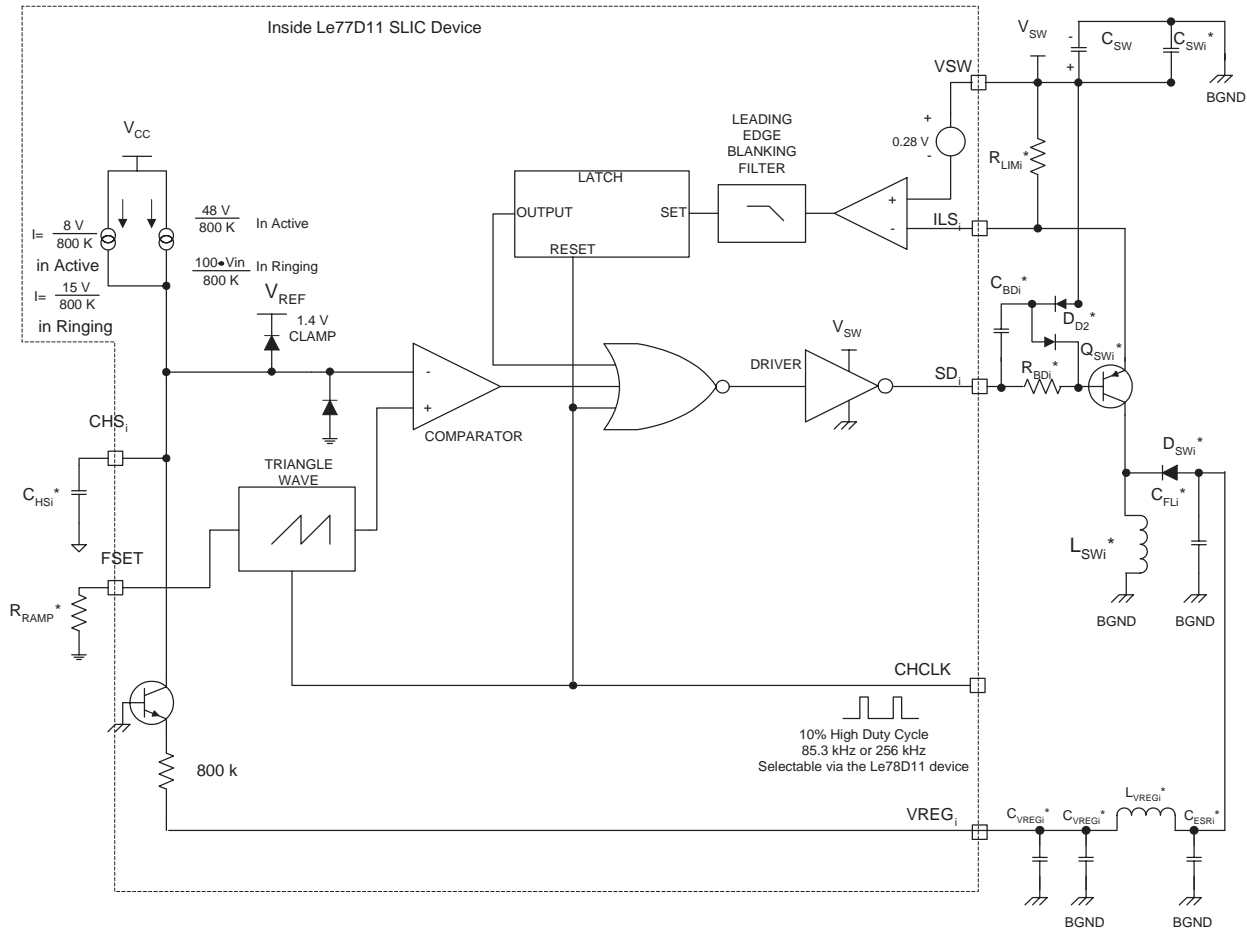 Inside Le77D11 SLIC Device
V_CC
I= 8 V / 800 K
in Active
I= 15 V / 800 K
in Ringing
48 V / 800 K In Active
100•Vin / 800 K In Ringing
V_REF
1.4 V
CLAMP
LATCH
OUTPUT
SET
RESET
LEADING
EDGE
BLANKING
FILTER
+
0.28 V
-
+
-
VSW
V_SW
-
+
C_SW
C_SWi*
BGND
R_LIMi*
ILS_i
C_BDi*
D_D2*
Q_SWi*
R_BDi*
SD_i
V_SW
DRIVER
-
+
COMPARATOR
CHS_i
C_HSi*
FSET
R_RAMP*
TRIANGLE
WAVE
D_SWi*
C_FLi*
L_SWi*
BGND
BGND
CHCLK
10% High Duty Cycle
85.3 kHz or 256 kHz
Selectable via the Le78D11 device
800 k
VREG_i
C_VREGi*
C_VREGi*
L_VREGi*
C_ESRi*
BGND
BGND